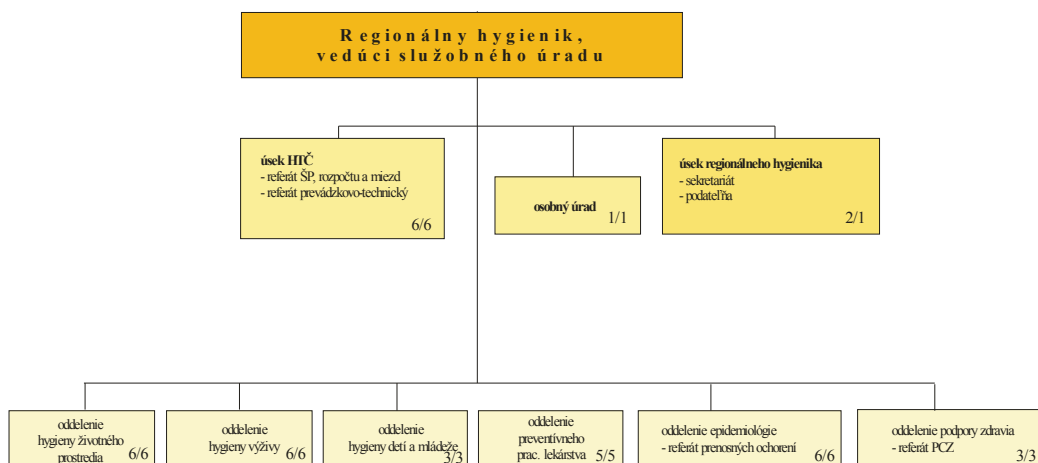 Regionálny hygienik,
vedúci služobného úradu
úsek HTČ
- referát ŠP, rozpočtu a miezd
- referát prevádzkovo-technický
6/6
osobný úrad
1/1
úsek regionálneho hygienika
- sekretariát
- podateľňa
2/1
oddelenie
hygieny životného
prostredia
6/6
oddelenie
hygieny výživy
6/6
oddelenie
hygieny detí a mládeže
3/3
oddelenie
preventívneho
prac. lekárstva
5/5
oddelenie epidemiológie
- referát prenosných ochorení
6/6
oddelenie podpory zdravia
- referát PCZ
3/3